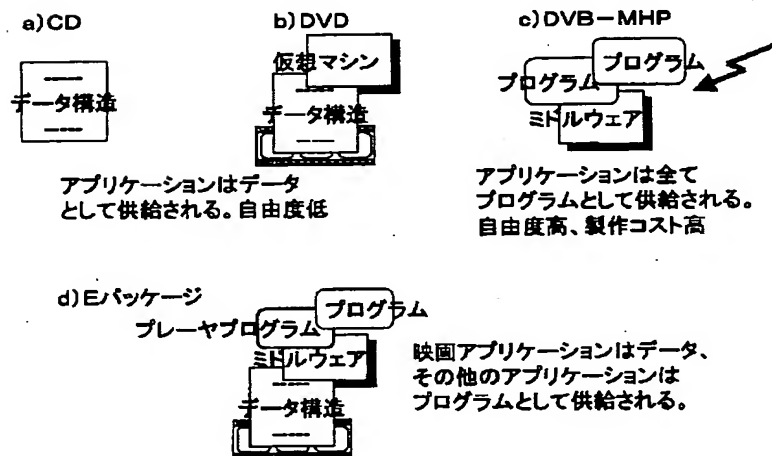 a)CD
b)DVD
c)DVB-MHP
データ構造
仮想マシン
データ構造
プログラム
プログラム
ミドルウェア
アプリケーションはデータ
として供給される。自由度低
アプリケーションは全て
プログラムとして供給される。
自由度高、製作コスト高
d)Eパッケージ
プログラム
プレーヤプログラム
ミドルウェア
データ構造
映画アプリケーションはデータ、
その他のアプリケーションは
プログラムとして供給される。